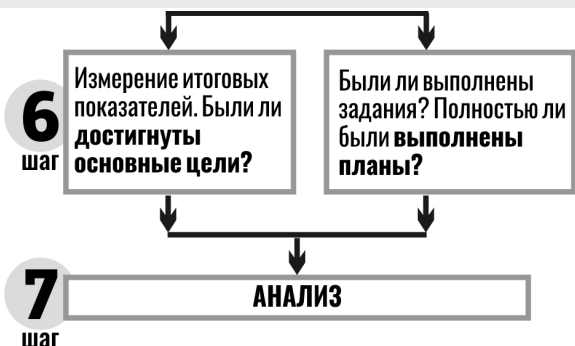 6
шаг
Измерение итоговых
показателей. Были ли
достигнуты
основные цели?
Были ли выполнены
задания? Полностью ли
были выполнены
планы?
7
шаг
АНАЛИЗ